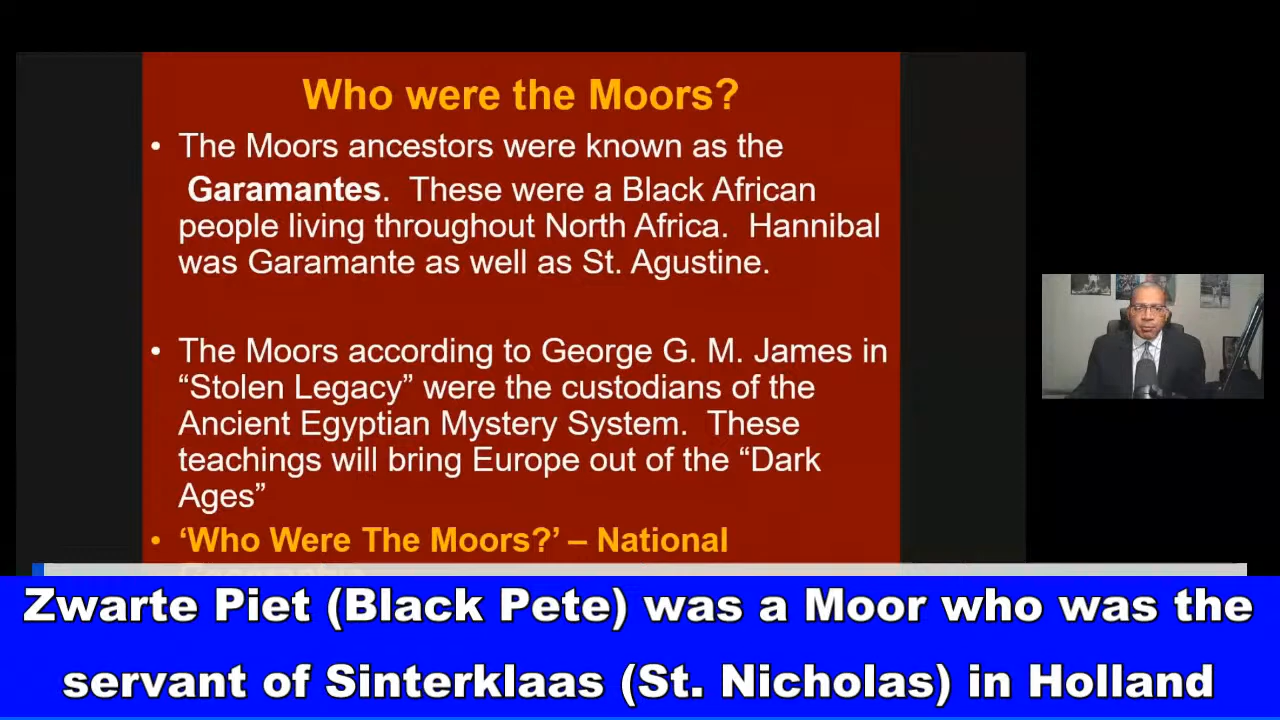 Who were the Moors?
• The Moors ancestors were known as the
Garamantes. These were a Black African
people living throughout North Africa. Hannibal
was Garamante as well as St. Agustine.
• The Moors according to George G. M. James in
“Stolen Legacy” were the custodians of the
Ancient Egyptian Mystery System. These
teachings will bring Europe out of the “Dark
Ages”
• ‘Who Were The Moors?’ – National
Zwarte Piet (Black Pete) was a Moor who was the
servant of Sinterklaas (St. Nicholas) in Holland